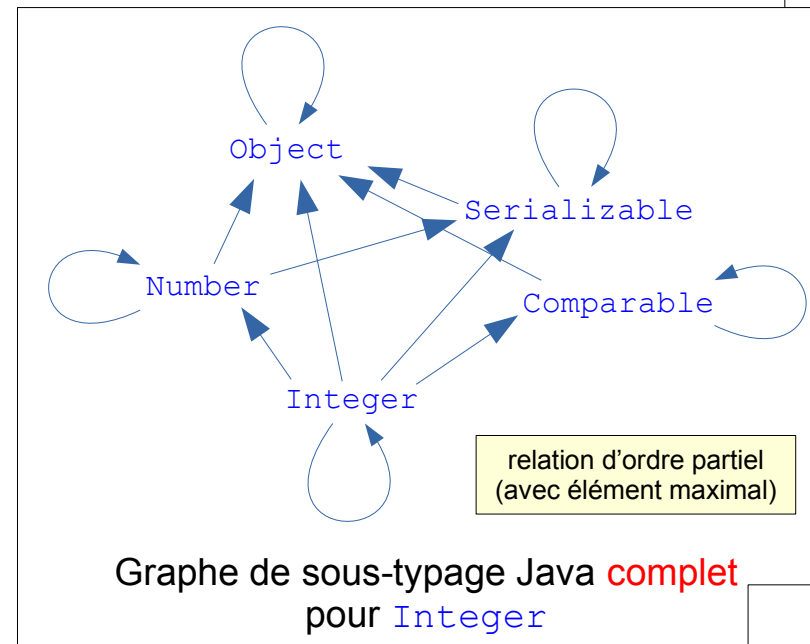 Object
Serializable
Number
Comparable
Integer
relation d'ordre partiel
(avec élément maximal)
Graphe de sous-typage Java complet
pour Integer